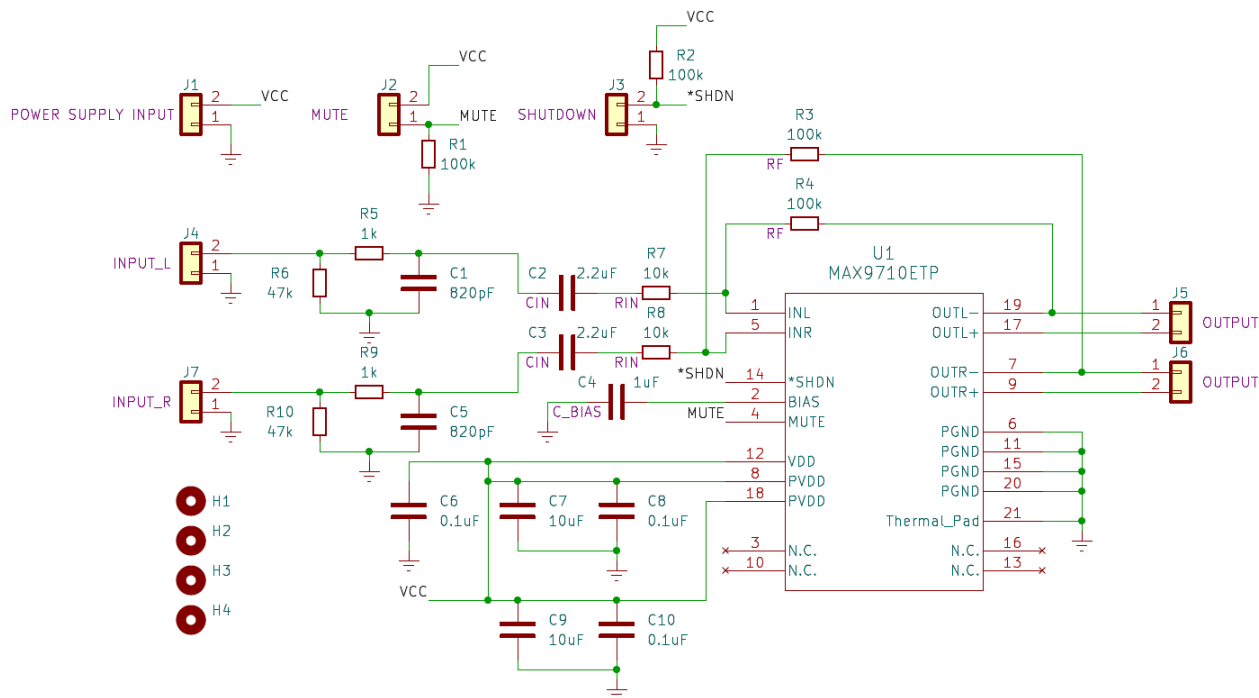 VCC
R2
100k
*SHDN
J3
2
1
SHUTDOWN
VCC
J2
2
1
MUTE
MUTE
R1
100k
J1
2
1
VCC
POWER SUPPLY INPUT
R3
100k
RF
R4
100k
RF
J4
2
1
INPUT_L
R5
1k
R6
47k
C1
820pF
C2
2.2uF
CIN
R7
10k
RIN
R8
10k
RIN
C3
2.2uF
CIN
J7
2
1
INPUT_R
R9
1k
R10
47k
C5
820pF
*SHDN
C4
1uF
C_BIAS
MUTE
U1
MAX9710ETP
1
INL
5
INR
14
*SHDN
2
BIAS
4
MUTE
12
VDD
8
PVDD
18
PVDD
3
N.C.
10
N.C.
19
OUTL-
17
OUTL+
7
OUTR-
9
OUTR+
6
PGND
11
PGND
15
PGND
20
PGND
21
Thermal_Pad
16
N.C.
13
N.C.
J5
1
2
OUTPUT
J6
1
2
OUTPUT
C6
0.1uF
C7
10uF
C8
0.1uF
VCC
C9
10uF
C10
0.1uF
H1
H2
H3
H4